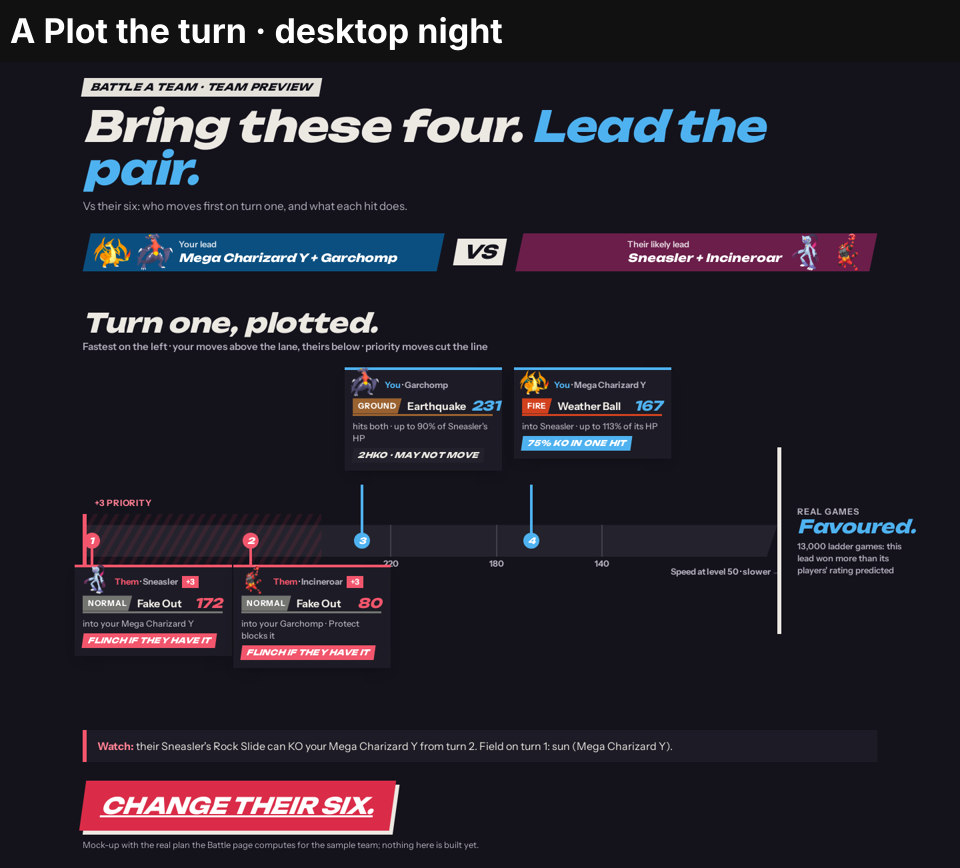 A Plot the turn · desktop night
BATTLE A TEAM · TEAM PREVIEW
Bring these four. Lead the
pair.
Vs their six: who moves first on turn one, and what each hit does.
Your lead
Mega Charizard Y + Garchomp
VS
Their likely lead
Sneasler + Incineroar
Turn one, plotted.
Fastest on the left · your moves above the lane, theirs below · priority moves cut the line
You · Garchomp
GROUND Earthquake 231
hits both · up to 90% of Sneasler's
HP
2HKO · MAY NOT MOVE
You · Mega Charizard Y
FIRE Weather Ball 167
into Sneasler · up to 113% of its HP
75% KO IN ONE HIT
+3 PRIORITY
1 2 3 4
220 180 140
Speed at level 50 · slower
REAL GAMES
Favoured.
13,000 ladder games: this
lead won more than its
players' rating predicted
Them · Sneasler +3
NORMAL Fake Out 172
into your Mega Charizard Y
FLINCH IF THEY HAVE IT
Them · Incineroar +3
NORMAL Fake Out 80
into your Garchomp · Protect
blocks it
FLINCH IF THEY HAVE IT
Watch: their Sneasler's Rock Slide can KO your Mega Charizard Y from turn 2. Field on turn 1: sun (Mega Charizard Y).
CHANGE THEIR SIX.
Mock-up with the real plan the Battle page computes for the sample team; nothing here is built yet.